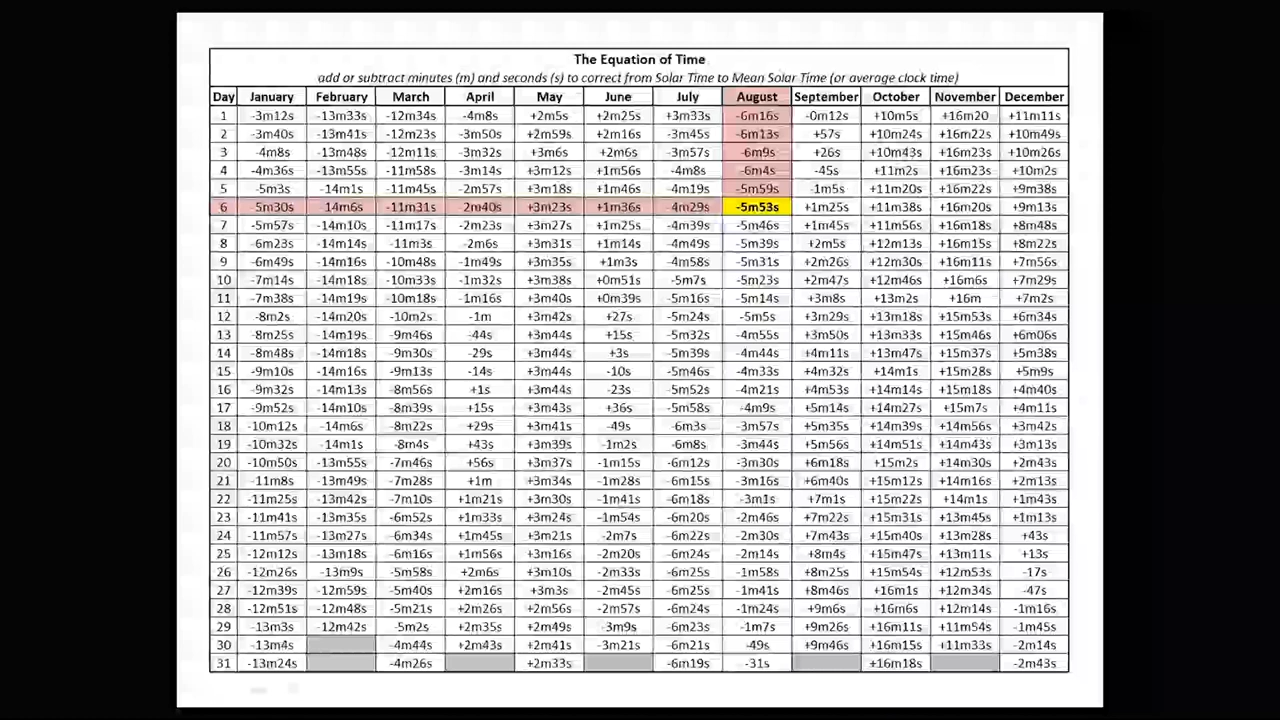 The Equation of Time
add or subtract minutes (m) and seconds (s) to correct from Solar Time to Mean Solar Time (or average clock time)
Day January February March April May June July August September October November December
1 -3m12s -13m33s -12m34s -4m8s +2m5s +2m25s +3m33s -6m16s -0m12s +10m5s +16m20 +11m11s
2 -3m40s -13m41s -12m23s -3m50s +2m59s +2m16s -3m45s -6m13s +57s +10m24s +16m22s +10m49s
3 -4m8s -13m48s -12m11s -3m32s +3m6s +2m6s -3m57s -6m9s +26s +10m43s +16m23s +10m26s
4 -4m36s -13m55s -11m58s -3m14s +3m12s +1m56s -4m8s -6m4s -45s +11m2s +16m23s +10m2s
5 -5m3s -14m1s -11m45s -2m57s +3m18s +1m46s -4m19s -5m59s -1m5s +11m20s +16m22s +9m38s
6 -5m30s 14m6s -11m31s -2m40s +3m23s +1m36s -4m29s -5m53s +1m25s +11m38s +16m20s +9m13s
7 -5m57s -14m10s -11m17s -2m23s +3m27s +1m25s -4m39s -5m46s +1m45s +11m56s +16m18s +8m48s
8 -6m23s -14m14s -11m3s -2m6s +3m31s +1m14s -4m49s -5m39s +2m5s +12m13s +16m15s +8m22s
9 -6m49s -14m16s -10m48s -1m49s +3m35s +1m3s -4m58s -5m31s +2m26s +12m30s +16m11s +7m56s
10 -7m14s -14m18s -10m33s -1m32s +3m38s +0m51s -5m7s -5m23s +2m47s +12m46s +16m6s +7m29s
11 -7m38s -14m19s -10m18s -1m16s +3m40s +0m39s -5m16s -5m14s +3m8s +13m2s +16m +7m2s
12 -8m2s -14m20s -10m2s -1m +3m42s +27s -5m24s -5m5s +3m29s +13m18s +15m53s +6m34s
13 -8m25s -14m19s -9m46s -44s +3m44s +15s -5m32s -4m55s +3m50s +13m33s +15m46s +6m06s
14 -8m48s -14m18s -9m30s -29s +3m44s +3s -5m39s -4m44s +4m11s +13m47s +15m37s +5m38s
15 -9m10s -14m16s -9m13s -14s +3m44s -10s -5m46s -4m33s +4m32s +14m1s +15m28s +5m9s
16 -9m32s -14m13s -8m56s +1s +3m44s -23s -5m52s -4m21s +4m53s +14m14s +15m18s +4m40s
17 -9m52s -14m10s -8m39s +15s +3m43s +36s -5m58s -4m9s +5m14s +14m27s +15m7s +4m11s
18 -10m12s -14m6s -8m22s +29s +3m41s -49s -6m3s -3m57s +5m35s +14m39s +14m56s +3m42s
19 -10m32s -14m1s -8m4s +43s +3m39s -1m2s -6m8s -3m44s +5m56s +14m51s +14m43s +3m13s
20 -10m50s -13m55s -7m46s +56s +3m37s -1m15s -6m12s -3m30s +6m18s +15m2s +14m30s +2m43s
21 -11m8s -13m49s -7m28s +1m +3m34s -1m28s -6m15s -3m16s +6m40s +15m12s +14m16s +2m13s
22 -11m25s -13m42s -7m10s +1m21s +3m30s -1m41s -6m18s -3m1s +7m1s +15m22s +14m1s +1m43s
23 -11m41s -13m35s -6m52s +1m33s +3m24s -1m54s -6m20s -2m46s +7m22s +15m31s +13m45s +1m13s
24 -11m57s -13m27s -6m34s +1m45s +3m21s -2m7s -6m22s -2m30s +7m43s +15m40s +13m28s +43s
25 -12m12s -13m18s -6m16s +1m56s +3m16s -2m20s -6m24s -2m14s +8m4s +15m47s +13m11s +13s
26 -12m26s -13m9s -5m58s +2m6s +3m10s -2m33s -6m25s -1m58s +8m25s +15m54s +12m53s -17s
27 -12m39s -12m59s -5m40s +2m16s +3m3s -2m45s -6m25s -1m41s +8m46s +16m1s +12m34s -47s
28 -12m51s -12m48s -5m21s +2m26s +2m56s -2m57s -6m24s -1m24s +9m6s +16m6s +12m14s -1m16s
29 -13m3s -12m42s -5m2s +2m35s +2m49s -3m9s -6m23s -1m7s +9m26s +16m11s +11m54s -1m45s
30 -13m4s -4m44s +2m43s +2m41s -3m21s -6m21s -49s +9m46s +16m15s +11m33s -2m14s
31 -13m24s -4m26s +2m33s -6m19s -31s +16m18s -2m43s